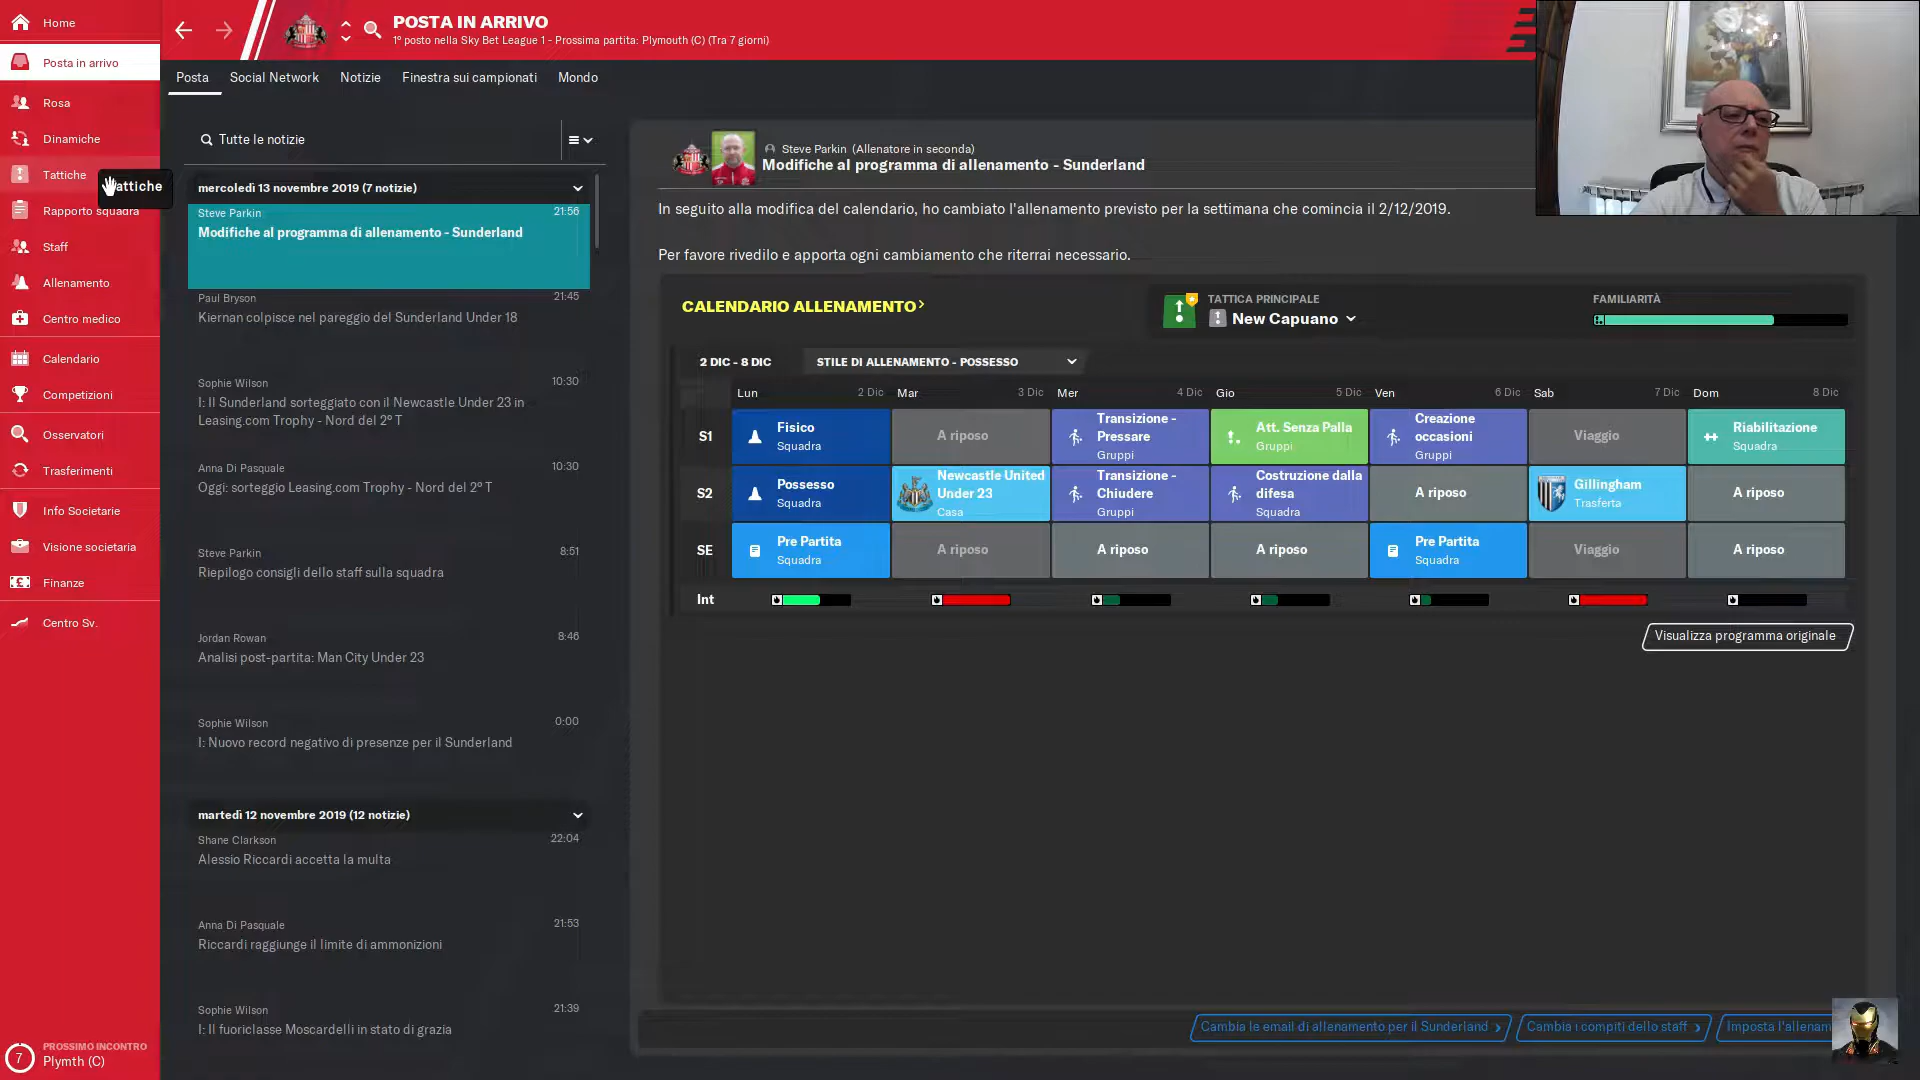 Home
Posta in arrivo
Rosa
Dinamiche
Tattiche
attiche
Rapporto squadra
Staff
Allenamento
Centro medico
Calendario
Competizioni
Osservatori
Trasferimenti
Info Societarie
Visione societaria
Finanze
Centro Sv.
7
PROSSIMO INCONTRO
Plymth (C)
POSTA IN ARRIVO
1º posto nella Sky Bet League 1 - Prossima partita: Plymouth (C) (Tra 7 giorni)
Posta Social Network Notizie Finestra sui campionati Mondo
Tutte le notizie
mercoledì 13 novembre 2019 (7 notizie)
Steve Parkin 21:56
Modifiche al programma di allenamento - Sunderland
Paul Bryson 21:45
Kiernan colpisce nel pareggio del Sunderland Under 18
Sophie Wilson 10:30
I: Il Sunderland sorteggiato con il Newcastle Under 23 in
Leasing.com Trophy - Nord del 2º T
Anna Di Pasquale 10:30
Oggi: sorteggio Leasing.com Trophy - Nord del 2º T
Steve Parkin 8:51
Riepilogo consigli dello staff sulla squadra
Jordan Rowan 8:46
Analisi post-partita: Man City Under 23
Sophie Wilson 0:00
I: Nuovo record negativo di presenze per il Sunderland
martedì 12 novembre 2019 (12 notizie)
Shane Clarkson 22:04
Alessio Riccardi accetta la multa
Anna Di Pasquale 21:53
Riccardi raggiunge il limite di ammonizioni
Sophie Wilson 21:39
I: Il fuoriclasse Moscardelli in stato di grazia
Steve Parkin (Allenatore in seconda)
Modifiche al programma di allenamento - Sunderland
In seguito alla modifica del calendario, ho cambiato l'allenamento previsto per la settimana che comincia il 2/12/2019.
Per favore rivedilo e apporta ogni cambiamento che riterrai necessario.
CALENDARIO ALLENAMENTO>
TATTICA PRINCIPALE
New Capuano
FAMILIARITÀ
2 DIC - 8 DIC STILE DI ALLENAMENTO - POSSESSO
Lun 2 Dic Mar 3 Dic Mer 4 Dic Gio 5 Dic Ven 6 Dic Sab 7 Dic Dom 8 Dic
S1
Fisico
Squadra
A riposo
Transizione -
Pressare
Gruppi
Att. Senza Palla
Gruppi
Creazione
occasioni
Gruppi
Viaggio
Riabilitazione
Squadra
S2
Possesso
Squadra
Newcastle United
Under 23
Casa
Transizione -
Chiudere
Gruppi
Costruzione dalla
difesa
Squadra
A riposo
Gillingham
Trasferta
A riposo
SE
Pre Partita
Squadra
A riposo
A riposo
A riposo
Pre Partita
Squadra
Viaggio
A riposo
Int
Visualizza programma originale
Cambia le email di allenamento per il Sunderland > Cambia i compiti dello staff > Imposta l'allenam